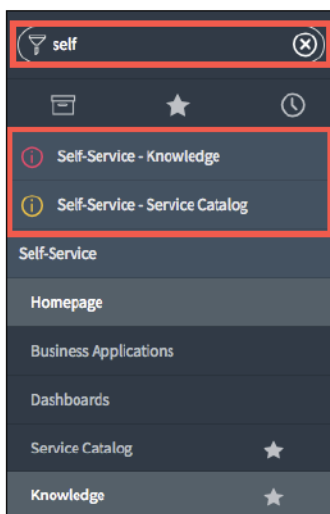 self
Self-Service - Knowledge
Self-Service - Service Catalog
Self-Service
Homepage
Business Applications
Dashboards
Service Catalog
Knowledge